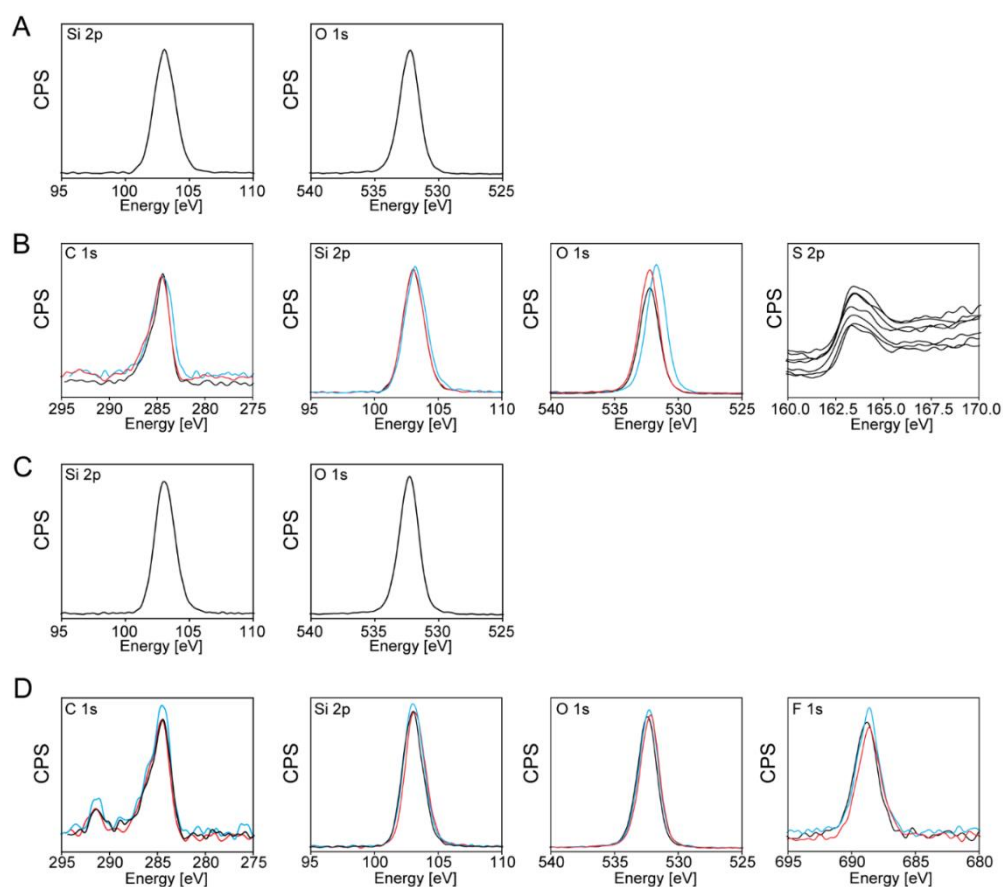 A
Si 2p
O 1s
CPS
CPS
95 100 105 110
540 535 530 525
Energy [eV]
Energy [eV]
B
C 1s
Si 2p
O 1s
S 2p
CPS
CPS
CPS
CPS
295 285 280 275
95 100 105 110
540 535 530 525
160.0 162.5 165.0 167.5 170.0
Energy [eV]
Energy [eV]
Energy [eV]
Energy [eV]
C
Si 2p
O 1s
CPS
CPS
95 100 105 110
540 535 530 525
Energy [eV]
Energy [eV]
D
C 1s
Si 2p
O 1s
F 1s
CPS
CPS
CPS
CPS
295 285 280 275
95 100 105 110
540 535 530 525
695 690 685 680
Energy [eV]
Energy [eV]
Energy [eV]
Energy [eV]